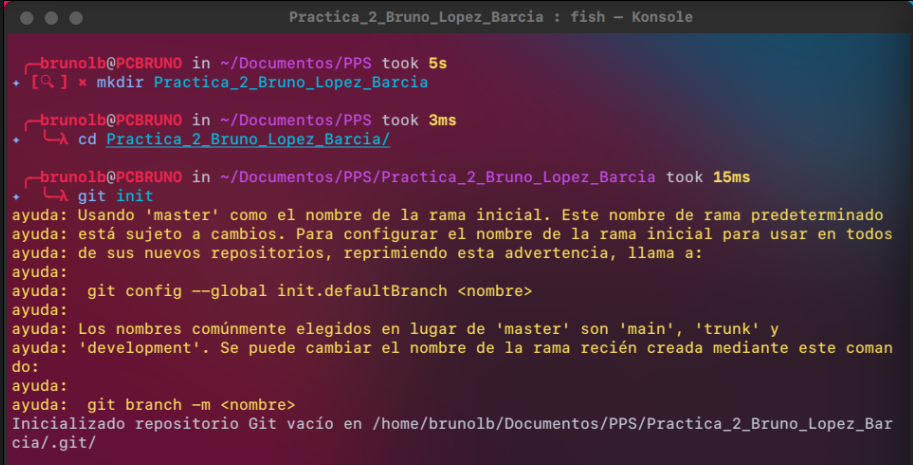 Practica_2_Bruno_Lopez_Barcia : fish — Konsole
╭─brunolb@PCBRUNO in ~/Documentos/PPS took 5s
✦ [🔍] × mkdir Practica_2_Bruno_Lopez_Barcia
╭─brunolb@PCBRUNO in ~/Documentos/PPS took 3ms
✦ ╰─λ cd Practica_2_Bruno_Lopez_Barcia/
╭─brunolb@PCBRUNO in ~/Documentos/PPS/Practica_2_Bruno_Lopez_Barcia took 15ms
✦ ╰─λ git init
ayuda: Usando 'master' como el nombre de la rama inicial. Este nombre de rama predeterminado
ayuda: está sujeto a cambios. Para configurar el nombre de la rama inicial para usar en todos
ayuda: de sus nuevos repositorios, reprimiendo esta advertencia, llama a:
ayuda:
ayuda:  git config --global init.defaultBranch <nombre>
ayuda:
ayuda: Los nombres comúnmente elegidos en lugar de 'master' son 'main', 'trunk' y
ayuda: 'development'. Se puede cambiar el nombre de la rama recién creada mediante este coman
do:
ayuda:
ayuda:  git branch -m <nombre>
Inicializado repositorio Git vacío en /home/brunolb/Documentos/PPS/Practica_2_Bruno_Lopez_Bar
cia/.git/